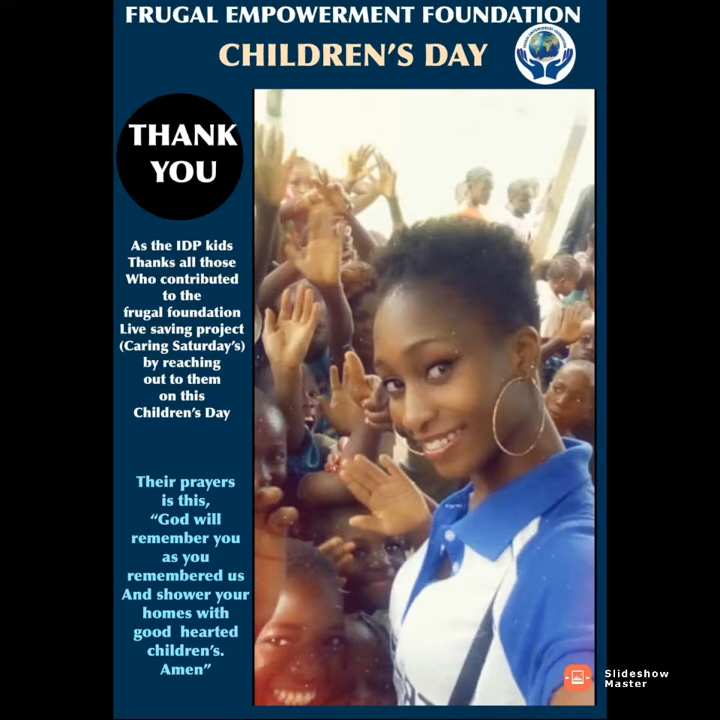 FRUGAL EMPOWERMENT FOUNDATION
CHILDREN'S DAY
THANK
YOU
As the IDP kids
Thanks all those
Who contributed
to the
frugal foundation
Live saving project
(Caring Saturday's)
by reaching
out to them
on this
Children's Day
Their prayers
is this,
"God will
remember you
as you
remembered us
And shower your
homes with
good hearted
children's.
Amen"
Slideshow
Master